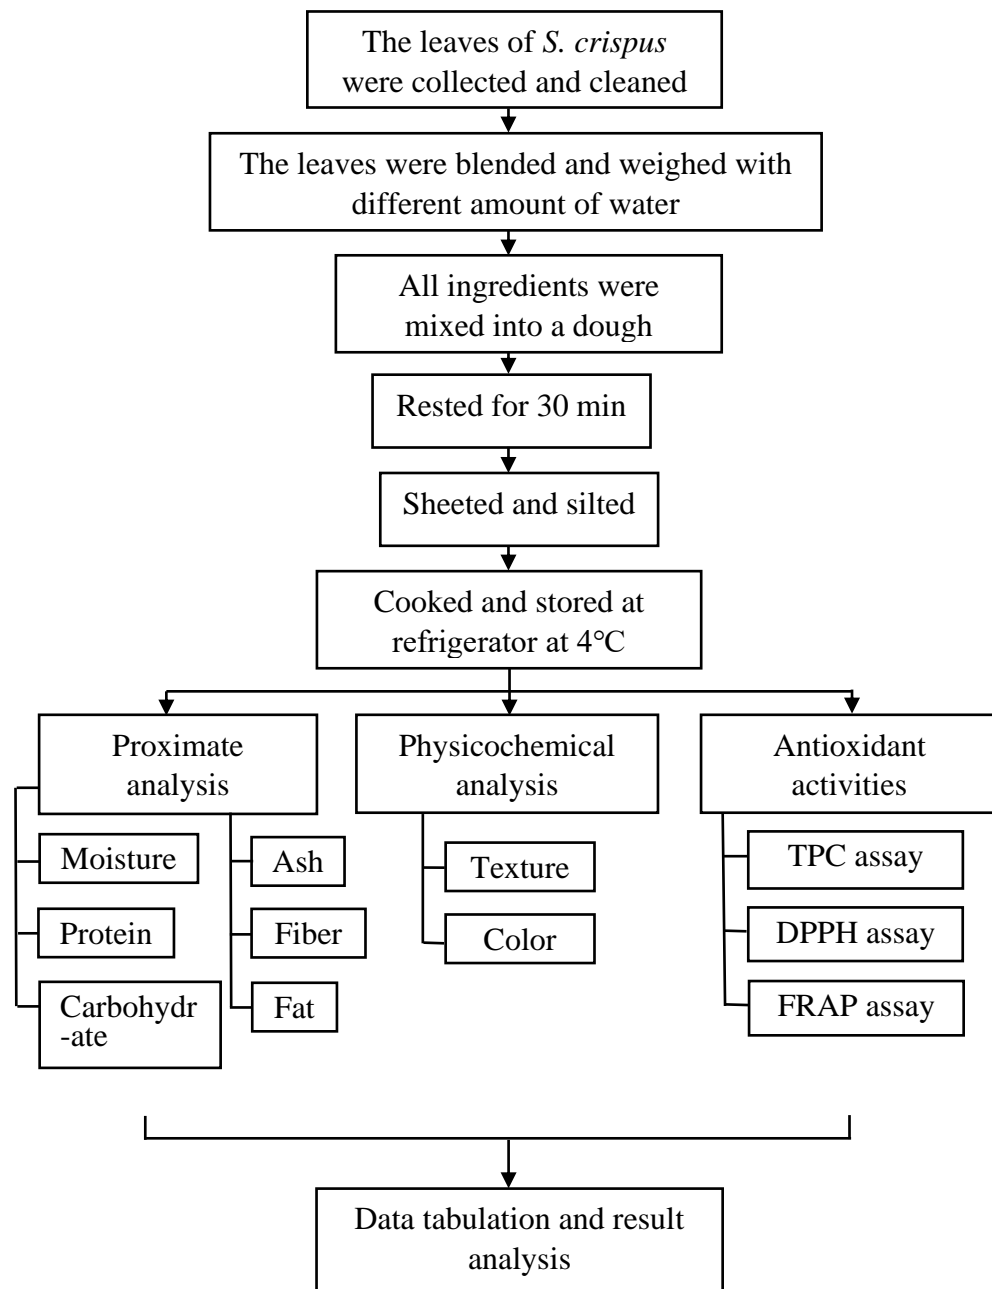 The leaves of S. crispus
were collected and cleaned
The leaves were blended and weighed with
different amount of water
All ingredients were
mixed into a dough
Rested for 30 min
Sheeted and silted
Cooked and stored at
refrigerator at 4°C
Proximate
analysis
Moisture
Protein
Carbohydr
-ate
Ash
Fiber
Fat
Physicochemical
analysis
Texture
Color
Antioxidant
activities
TPC assay
DPPH assay
FRAP assay
Data tabulation and result
analysis